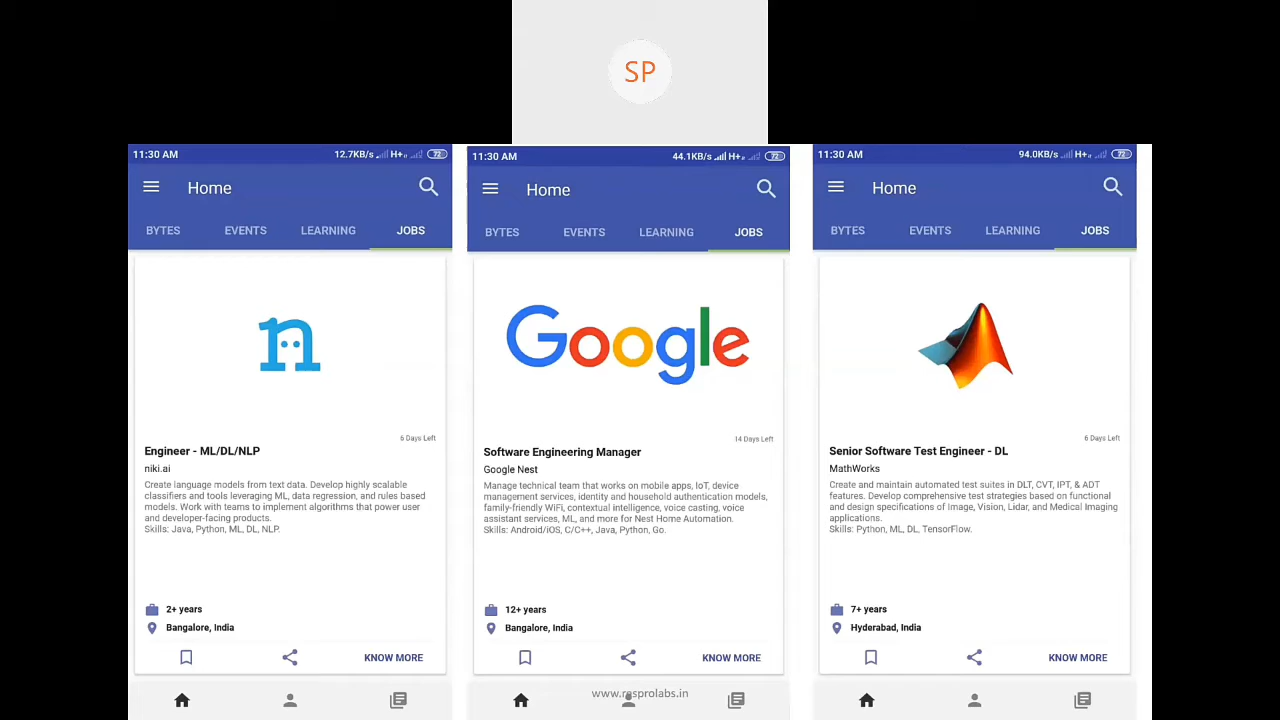 SP
11:30 AM 12.7KB/s H+ 72
Home
BYTES EVENTS LEARNING JOBS
n
6 Days Left
Engineer - ML/DL/NLP
niki.ai
Create language models from text data. Develop highly scalable
classifiers and tools leveraging ML, data regression, and rules based
models. Work with teams to implement algorithms that power user
and developer-facing products.
Skills: Java, Python, ML, DL, NLP.
2+ years
Bangalore, India
KNOW MORE
11:30 AM 44.1KB/s H+ 72
Home
BYTES EVENTS LEARNING JOBS
Google
14 Days Left
Software Engineering Manager
Google Nest
Manage technical team that works on mobile apps, IoT, device
management services, identity and household authentication models,
family-friendly WiFi, contextual intelligence, voice casting, voice
assistant services, ML, and more for Nest Home Automation.
Skills: Android/iOS, C/C++, Java, Python, Go.
12+ years
Bangalore, India
KNOW MORE
www.resprolabs.in
11:30 AM 94.0KB/s H+ 72
Home
BYTES EVENTS LEARNING JOBS
6 Days Left
Senior Software Test Engineer - DL
MathWorks
Create and maintain automated test suites in DLT, CVT, IPT, & ADT
features. Develop comprehensive test strategies based on functional
and design specifications of Image, Vision, Lidar, and Medical Imaging
applications.
Skills: Python, ML, DL, TensorFlow.
7+ years
Hyderabad, India
KNOW MORE